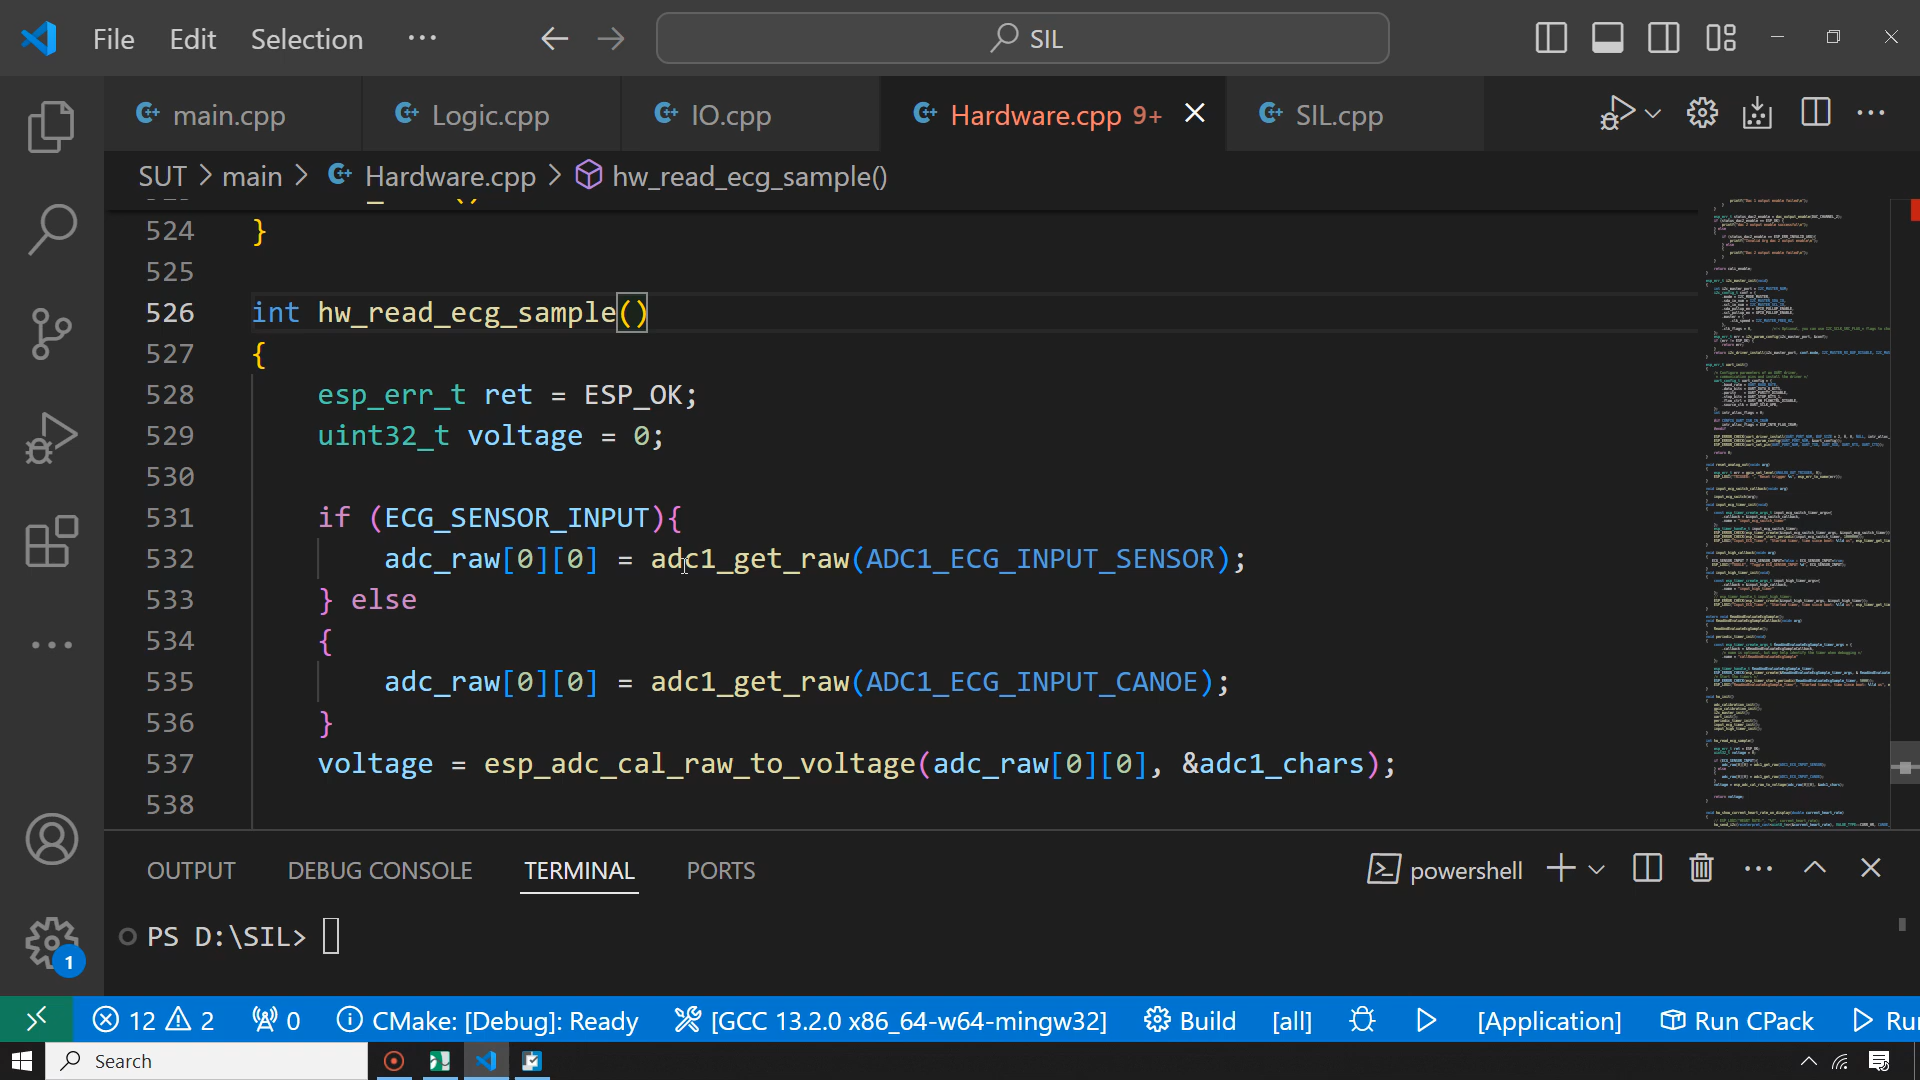 File Edit Selection ··· SIL
main.cpp Logic.cpp IO.cpp Hardware.cpp 9+ SIL.cpp
SUT > main > Hardware.cpp > hw_read_ecg_sample()
524 }
525
526 int hw_read_ecg_sample()
527 {
528 esp_err_t ret = ESP_OK;
529 uint32_t voltage = 0;
530
531 if (ECG_SENSOR_INPUT){
532 adc_raw[0][0] = adc1_get_raw(ADC1_ECG_INPUT_SENSOR);
533 } else
534 {
535 adc_raw[0][0] = adc1_get_raw(ADC1_ECG_INPUT_CANOE);
536 }
537 voltage = esp_adc_cal_raw_to_voltage(adc_raw[0][0], &adc1_chars);
538
OUTPUT DEBUG CONSOLE TERMINAL PORTS powershell
PS D:\SIL>
1
12 2 0 CMake: [Debug]: Ready [GCC 13.2.0 x86_64-w64-mingw32] Build [all] [Application] Run CPack Run
Search